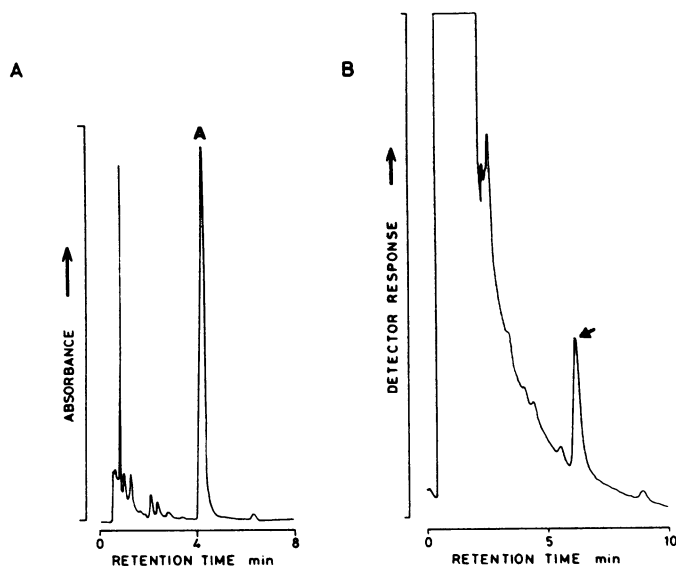 A
A
ABSORBANCE
0 4 8
RETENTION TIME min
B
DETECTOR RESPONSE
0 5 10
RETENTION TIME min